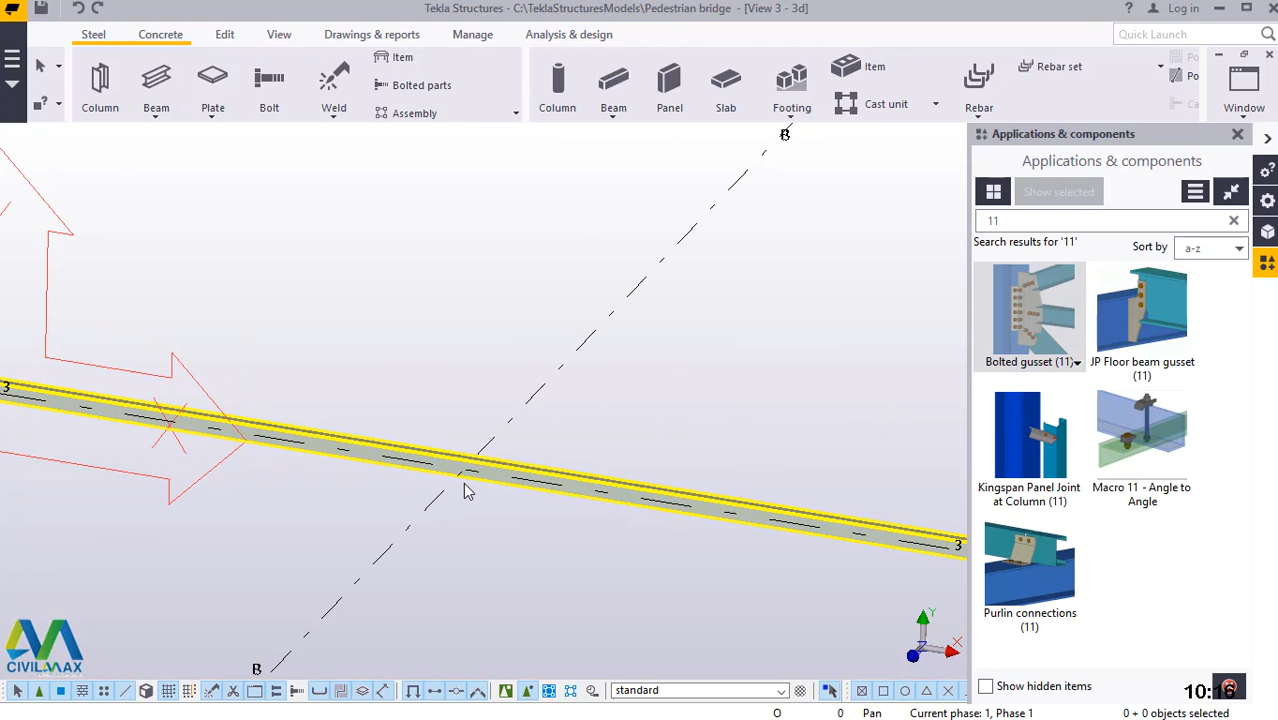 Tekla Structures - C:\TeklaStructuresModels\Pedestrian bridge - [View 3 - 3d]
Log in
Steel
Concrete
Edit
View
Drawings & reports
Manage
Analysis & design
Quick Launch
Column
Beam
Plate
Bolt
Weld
Item
Bolted parts
Assembly
Column
Beam
Panel
Slab
Footing
Item
Cast unit
Rebar
Rebar set
Po
Po
Ca
Window
B
3
3
B
X
Y
X
Applications & components
Applications & components
Show selected
11
Search results for '11'
Sort by
a-z
Bolted gusset (11)
JP Floor beam gusset
(11)
Kingspan Panel Joint
at Column (11)
Macro 11 - Angle to
Angle
Purlin connections
(11)
Show hidden items
10:16
CIVILMAX
standard
O
0
Pan
Current phase: 1, Phase 1
0 + 0 objects selected